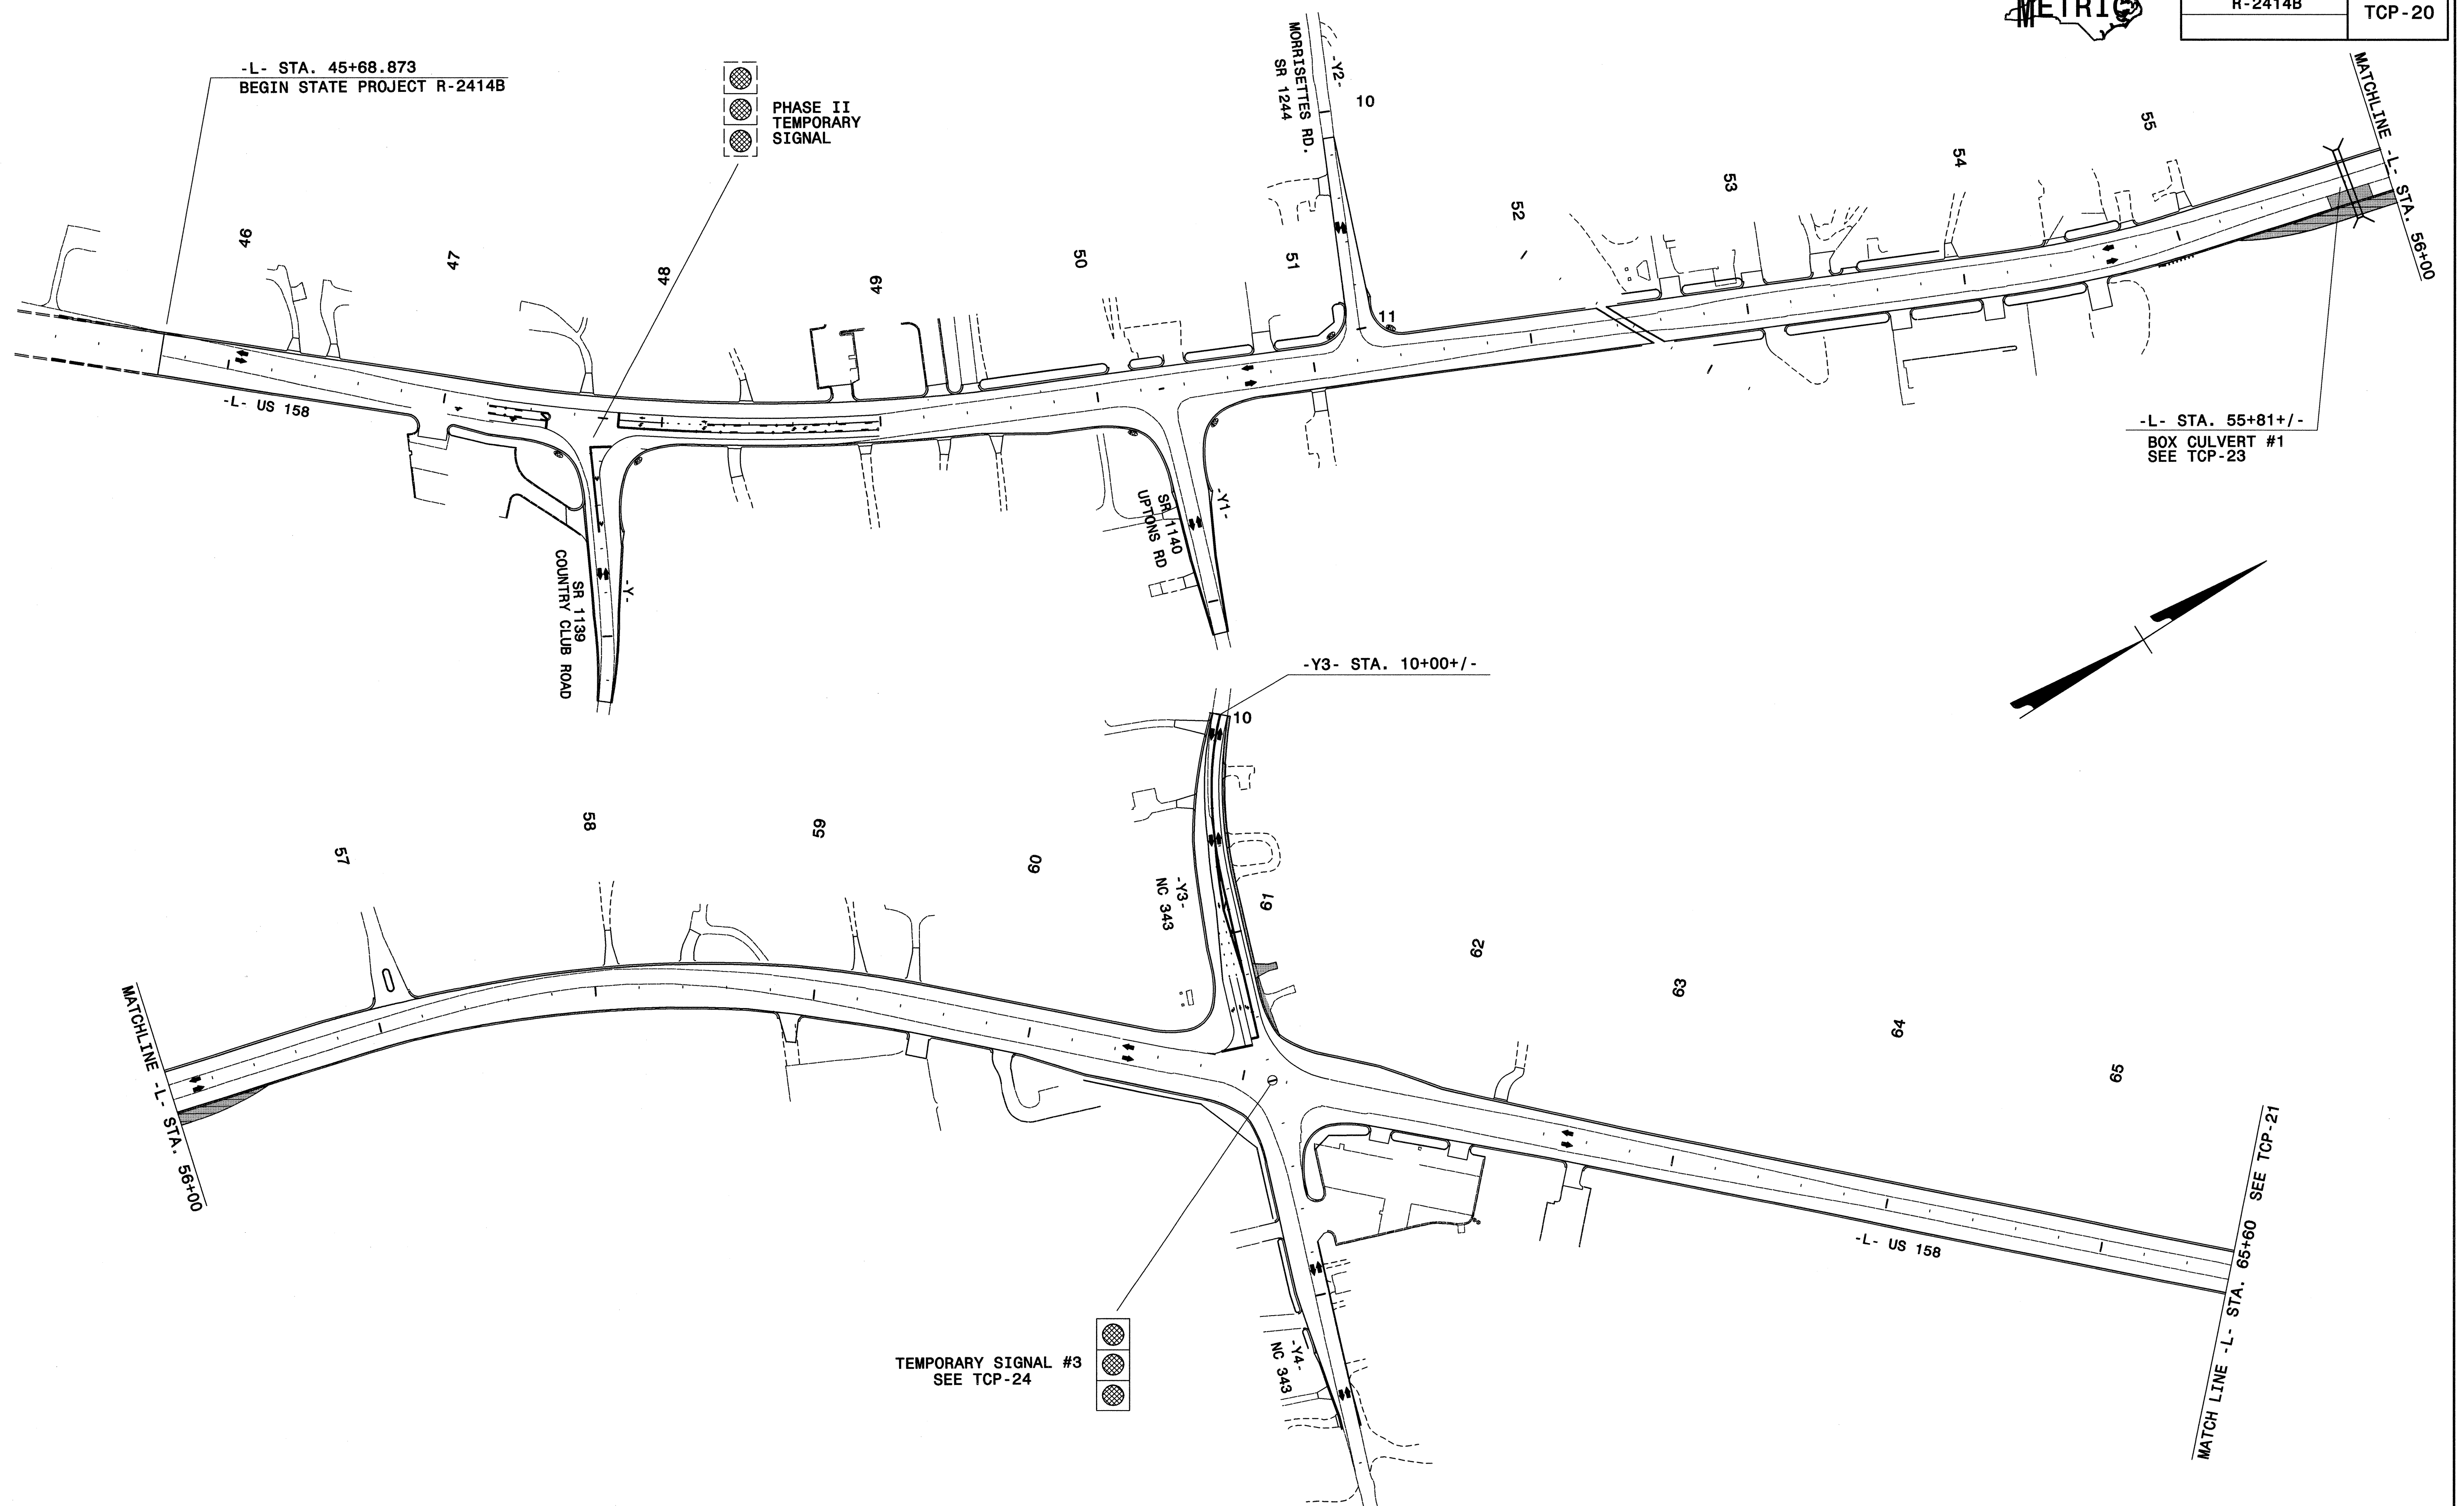 METRIC
R-2414B
TCP-20
-L- STA. 45+68.873
BEGIN STATE PROJECT R-2414B
PHASE II
TEMPORARY
SIGNAL
MORRISETTES RD.
SR 1244
-Y2-
10
11
MATCHLINE -L- STA. 56+00
46
47
48
49
50
51
52
53
54
55
-L- US 158
-L- STA. 55+81+/-
BOX CULVERT #1
SEE TCP-23
SR 1139
COUNTRY CLUB ROAD
-Y-
SR 1140
UPTONS RD
-Y1-
-Y3- STA. 10+00+/-
10
57
58
59
60
61
62
63
64
65
-Y3-
NC 343
MATCHLINE -L- STA. 56+00
-L- US 158
MATCH LINE -L- STA. 65+60 SEE TCP-21
TEMPORARY SIGNAL #3
SEE TCP-24
-Y4-
NC 343